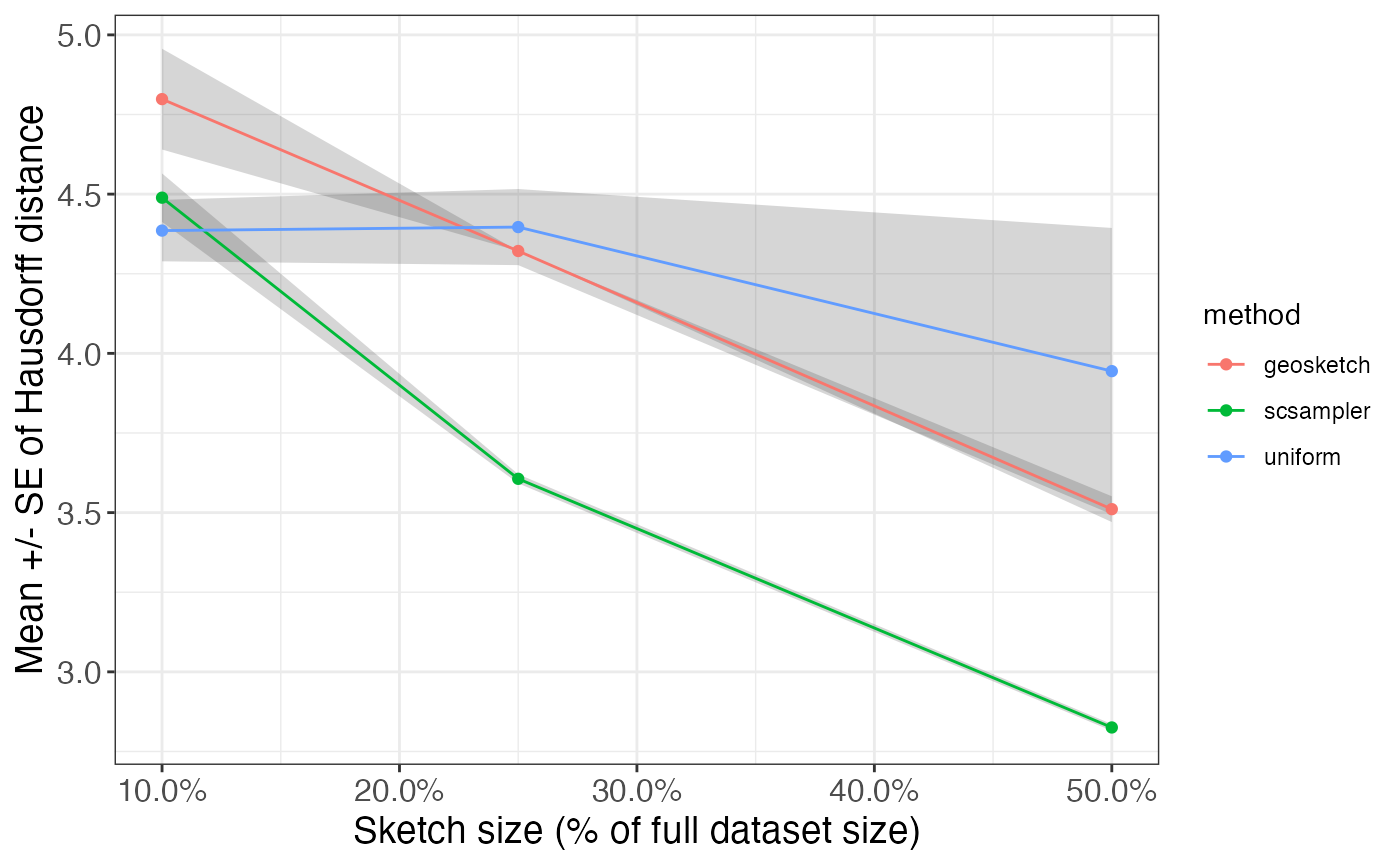 Mean +/- SE of Hausdorff distance
5.0
4.5
4.0
3.5
3.0
10.0%
20.0%
30.0%
40.0%
50.0%
Sketch size (% of full dataset size)
method
geosketch
scsampler
uniform